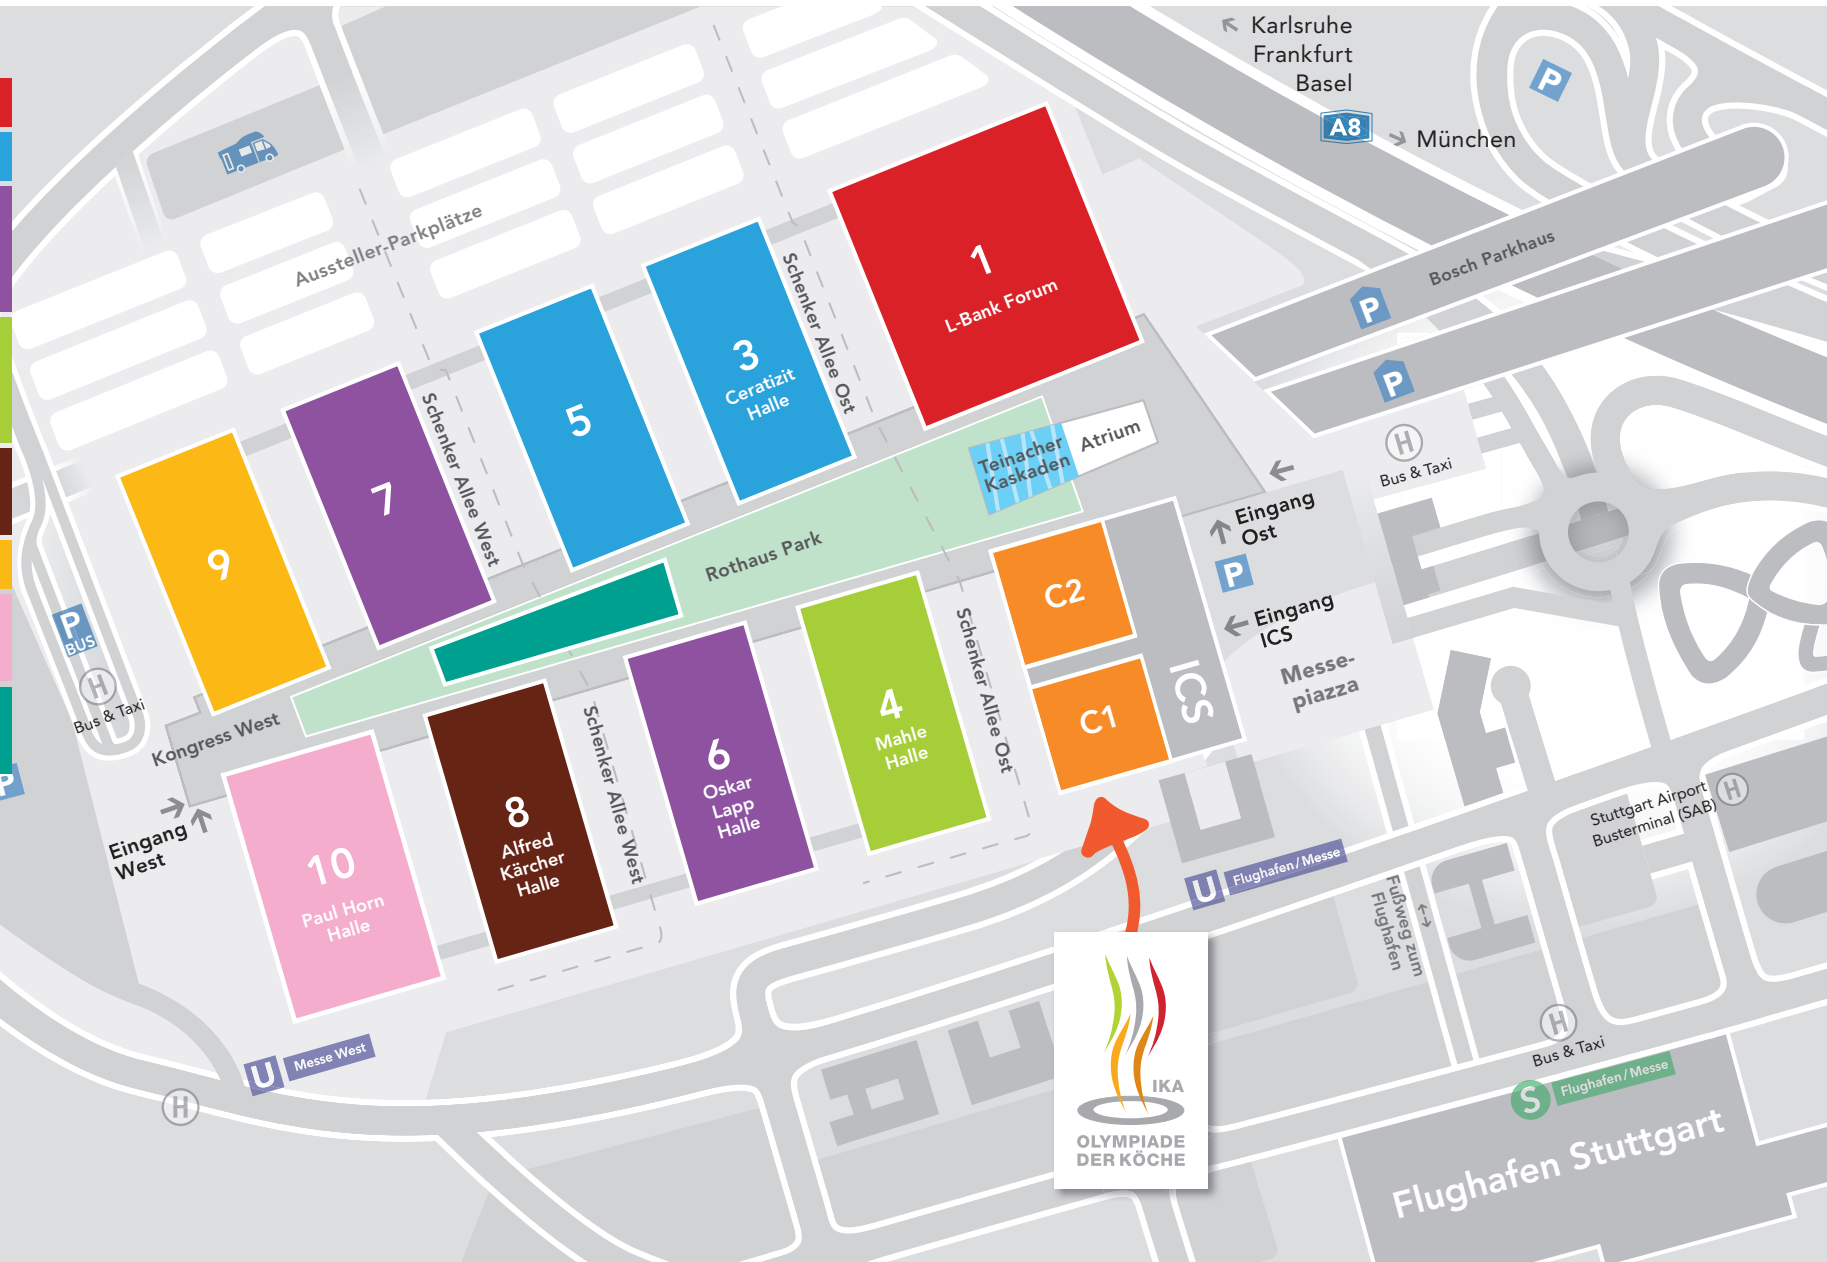 Karlsruhe
Frankfurt
Basel
A8
München
P
Aussteller-Parkplätze
Bosch Parkhaus
P
P
H
Bus & Taxi
1
L-Bank Forum
Schenker Allee Ost
3
Ceratizit
Halle
5
Schenker Allee West
7
9
Teinacher
Kaskaden
Atrium
Eingang
Ost
P
Eingang
ICS
Messe-
piazza
Rothaus Park
C2
C1
ICS
Schenker Allee Ost
4
Mahle
Halle
6
Oskar
Lapp
Halle
Schenker Allee West
8
Alfred
Kärcher
Halle
10
Paul Horn
Halle
P
BUS
H
Bus & Taxi
P
Kongress West
Eingang
West
U Messe West
H
U Flughafen/Messe
Fußweg zum
Flughafen
Stuttgart Airport
Busterminal (SAB)
H
H
Bus & Taxi
S Flughafen/Messe
Flughafen Stuttgart
IKA
OLYMPIADE
DER KÖCHE